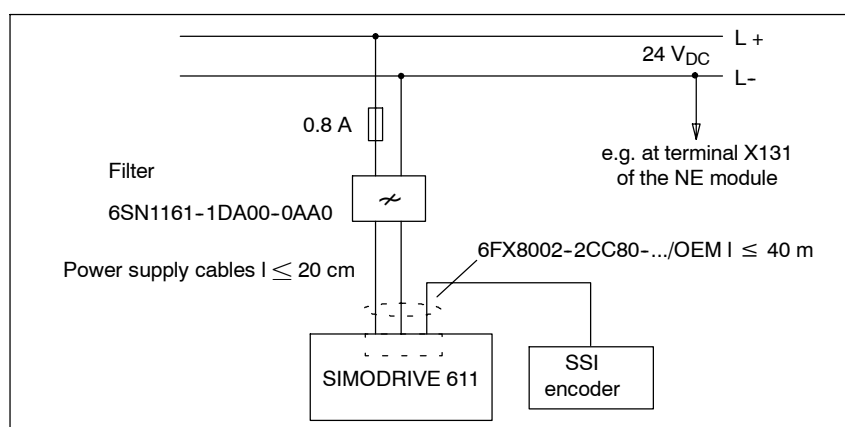 L +
24 VDC
L-
0.8 A
e.g. at terminal X131
of the NE module
Filter
6SN1161-1DA00-0AA0
6FX8002-2CC80-.../OEM l ≤ 40 m
Power supply cables l ≤ 20 cm
SIMODRIVE 611
SSI
encoder